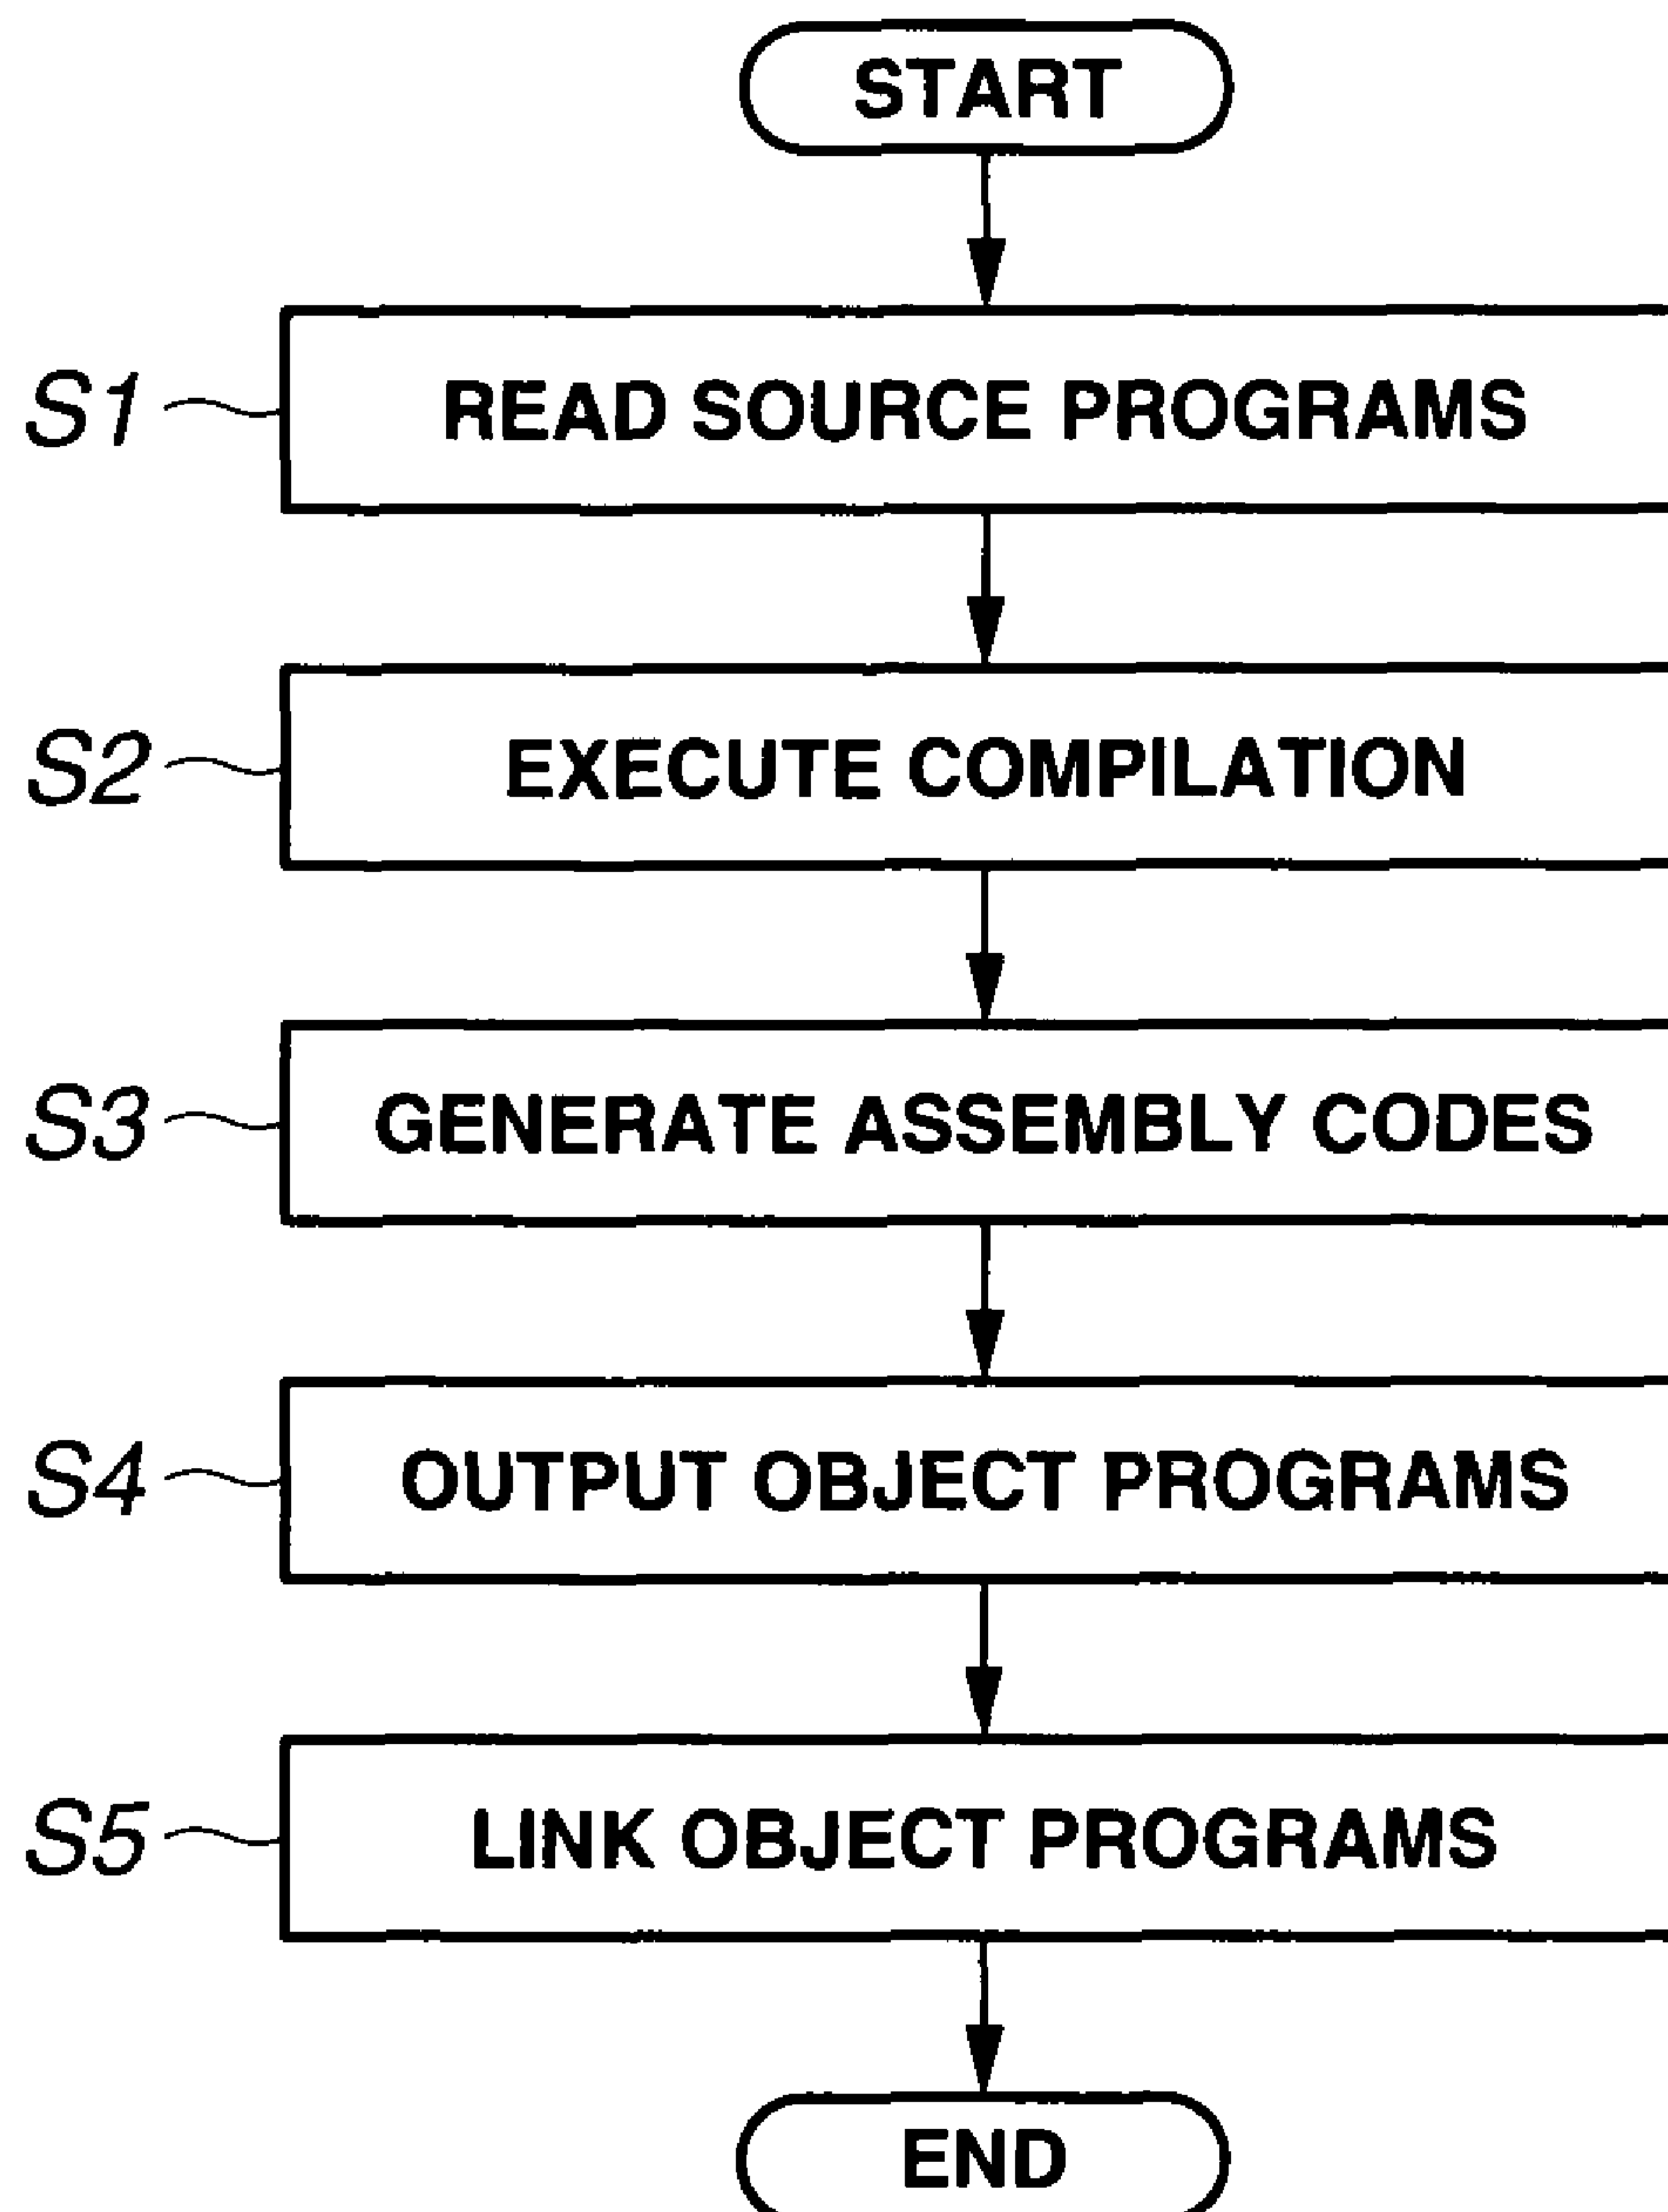 START
S1 READ SOURCE PROGRAMS
S2 EXECUTE COMPILATION
S3 GENERATE ASSEMBLY CODES
S4 OUTPUT OBJECT PROGRAMS
S5 LINK OBJECT PROGRAMS
END